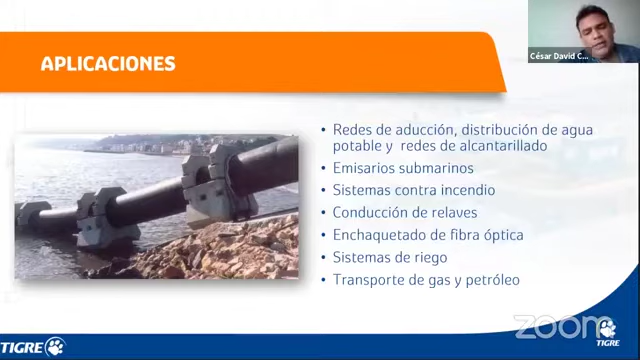 César David C...
APLICACIONES
• Redes de aducción, distribución de agua
potable y redes de alcantarillado
• Emisarios submarinos
• Sistemas contra incendio
• Conducción de relaves
• Enchaquetado de fibra óptica
• Sistemas de riego
• Transporte de gas y petróleo
zoom
TIGRE
TIGRE